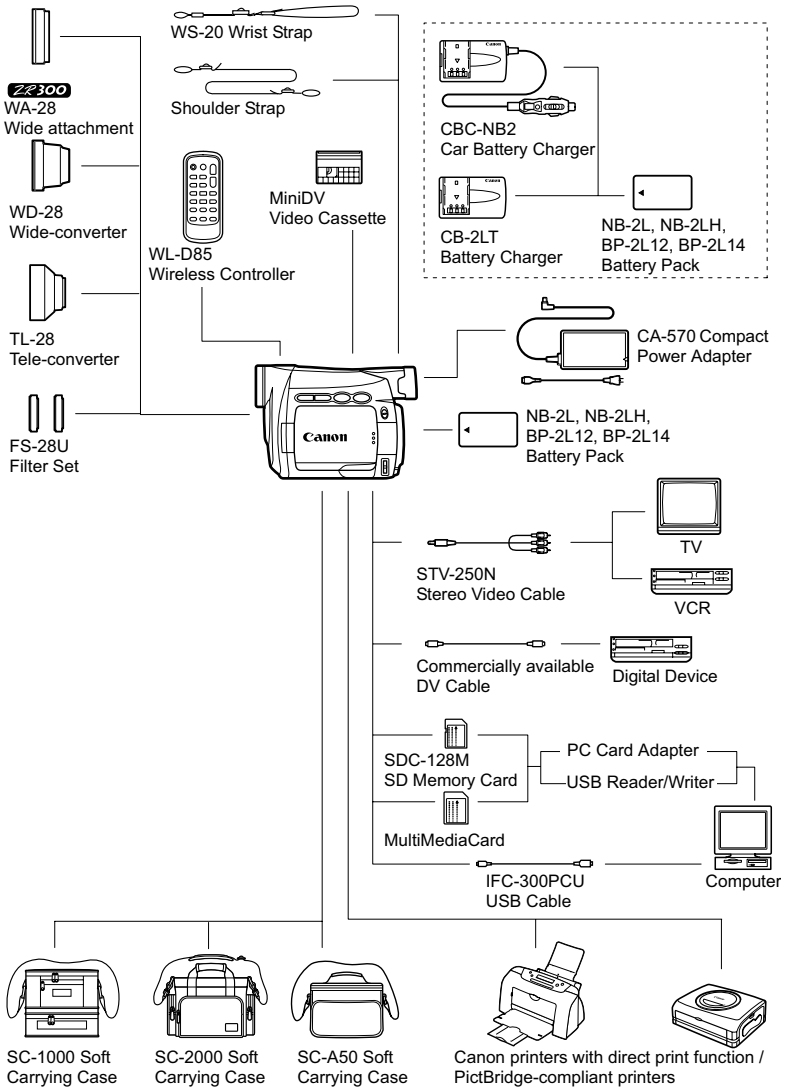 WS-20 Wrist Strap
Shoulder Strap
ZR300
WA-28
Wide attachment
WD-28
Wide-converter
TL-28
Tele-converter
FS-28U
Filter Set
WL-D85
Wireless Controller
MiniDV
Video Cassette
Canon
CBC-NB2
Car Battery Charger
Canon
CB-2LT
Battery Charger
NB-2L, NB-2LH,
BP-2L12, BP-2L14
Battery Pack
CA-570 Compact
Power Adapter
Canon
NB-2L, NB-2LH,
BP-2L12, BP-2L14
Battery Pack
STV-250N
Stereo Video Cable
TV
VCR
Commercially available
DV Cable
Digital Device
SDC-128M
SD Memory Card
PC Card Adapter
USB Reader/Writer
MultiMediaCard
IFC-300PCU
USB Cable
Computer
SC-1000 Soft
Carrying Case
SC-2000 Soft
Carrying Case
SC-A50 Soft
Carrying Case
Canon printers with direct print function /
PictBridge-compliant printers